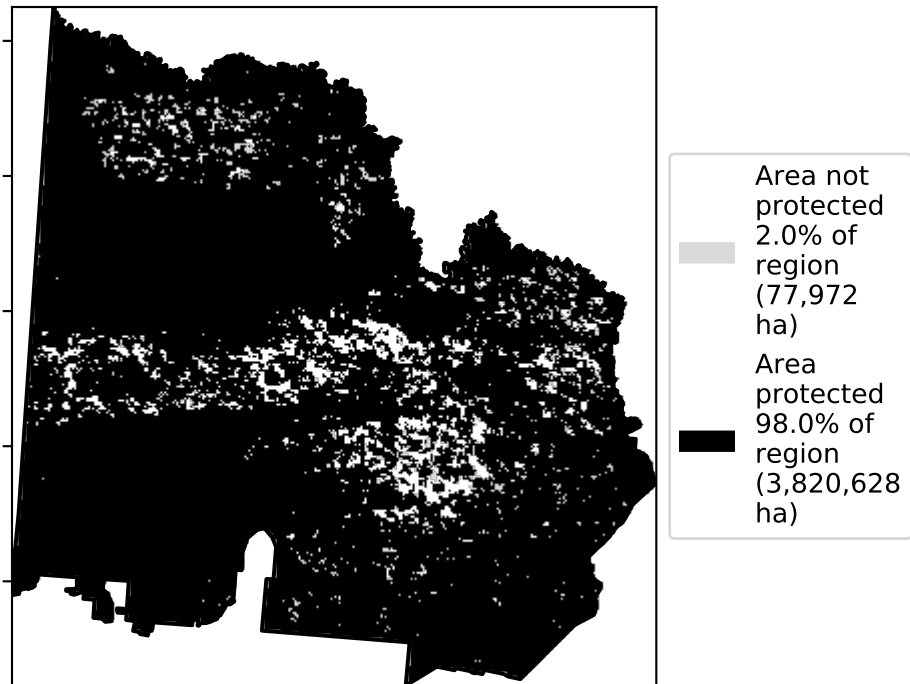 Area not
protected
2.0% of
region
(77,972
ha)
Area
protected
98.0% of
region
(3,820,628
ha)